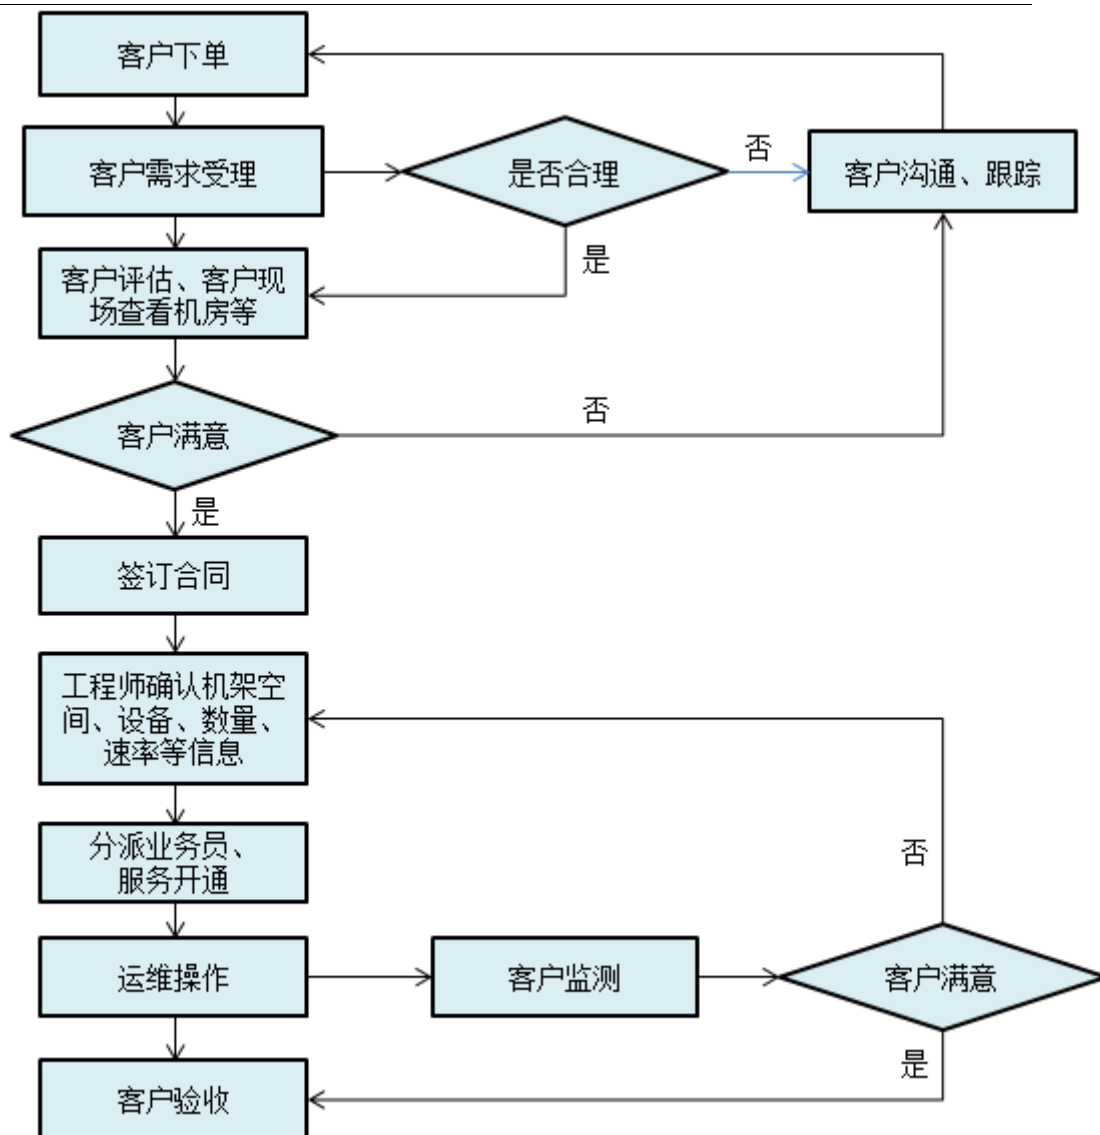 客户下单
客户需求受理
是否合理
否
客户沟通、跟踪
是
客户评估、客户现
场查看机房等
客户满意
否
是
签订合同
工程师确认机架空
间、设备、数量、
速率等信息
分派业务员、
服务开通
否
运维操作
客户监测
客户满意
是
客户验收